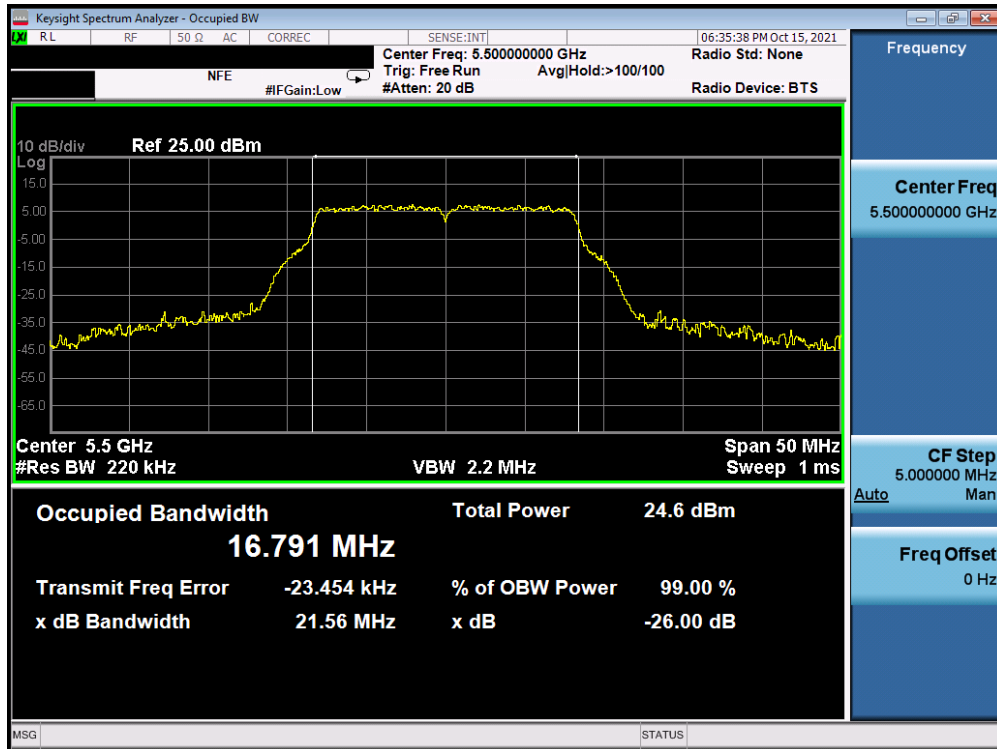 Keysight Spectrum Analyzer - Occupied BW
LXI RL RF 50 Ω AC CORREC SENSE:INT 06:35:38 PM Oct 15, 2021
Center Freq: 5.500000000 GHz Radio Std: None
NFE Trig: Free Run Avg|Hold:>100/100
#IFGain:Low #Atten: 20 dB Radio Device: BTS
Frequency
10 dB/div Ref 25.00 dBm
Log
15.0
5.00
-5.00
-15.0
-25.0
-35.0
-45.0
-55.0
-65.0
Center 5.5 GHz Span 50 MHz
#Res BW 220 kHz VBW 2.2 MHz Sweep 1 ms
Center Freq
5.500000000 GHz
CF Step
5.000000 MHz
Auto Man
Freq Offset
0 Hz
Occupied Bandwidth Total Power 24.6 dBm
16.791 MHz
Transmit Freq Error -23.454 kHz % of OBW Power 99.00 %
x dB Bandwidth 21.56 MHz x dB -26.00 dB
MSG STATUS